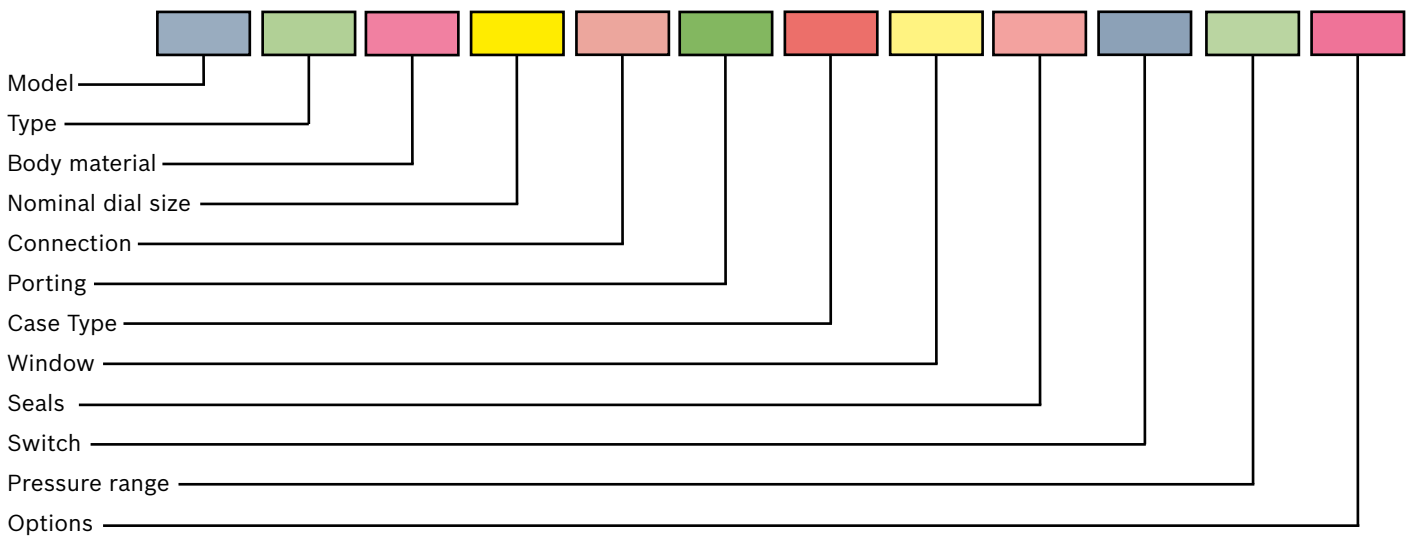 Model
Type
Body material
Nominal dial size
Connection
Porting
Case Type
Window
Seals
Switch
Pressure range
Options